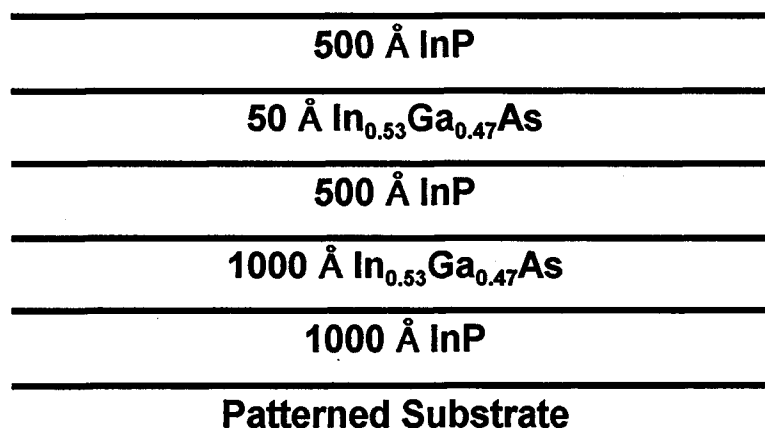 500 Å InP
50 Å In₀.₅₃Ga₀.₄₇As
500 Å InP
1000 Å In₀.₅₃Ga₀.₄₇As
1000 Å InP
Patterned Substrate